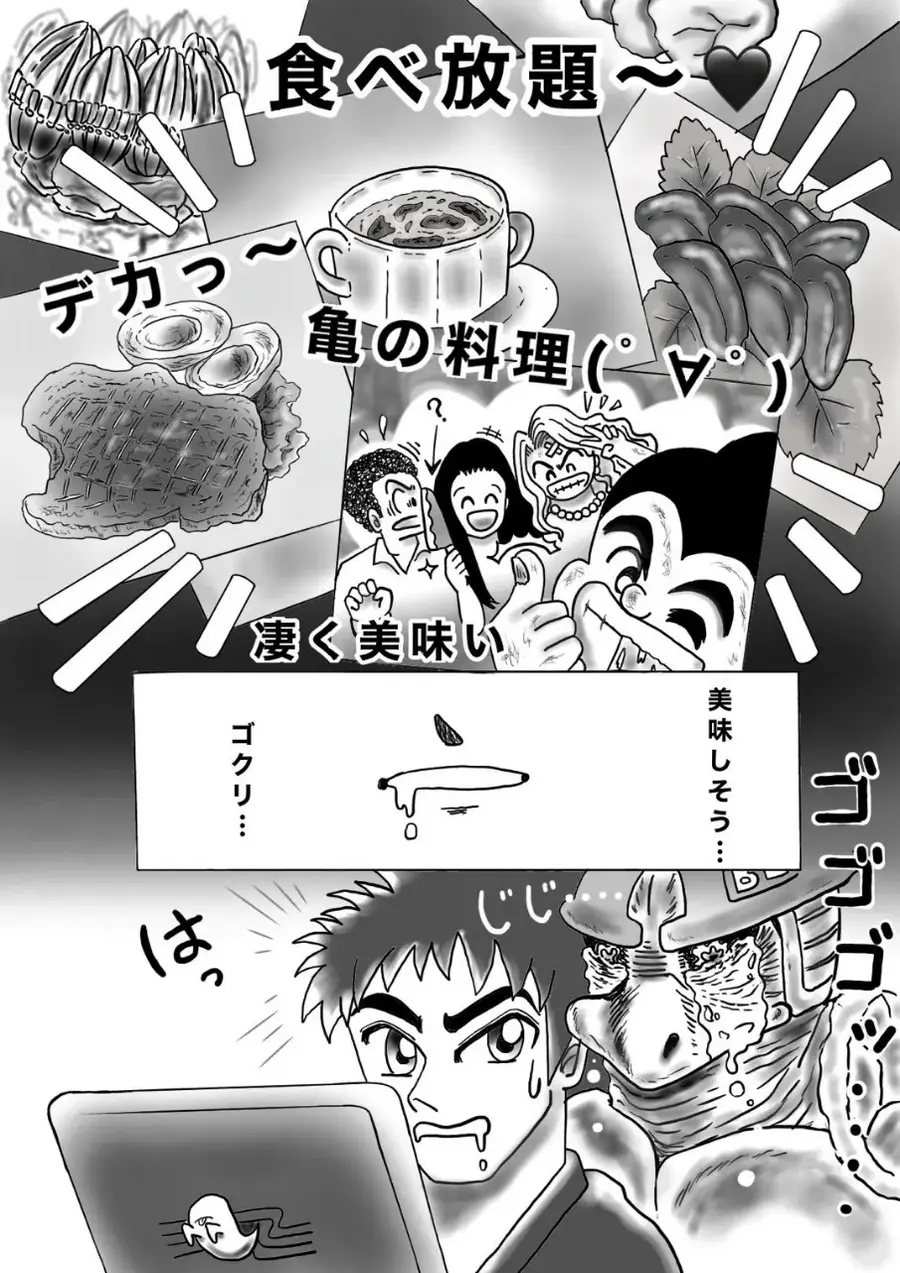 食べ放題〜♥
デカっ〜
亀の料理(゜∀゜)
?
凄く美味い
美味しそう…
ゴクリ…
ゴゴゴゴッ‥‥
じじ……
はっ